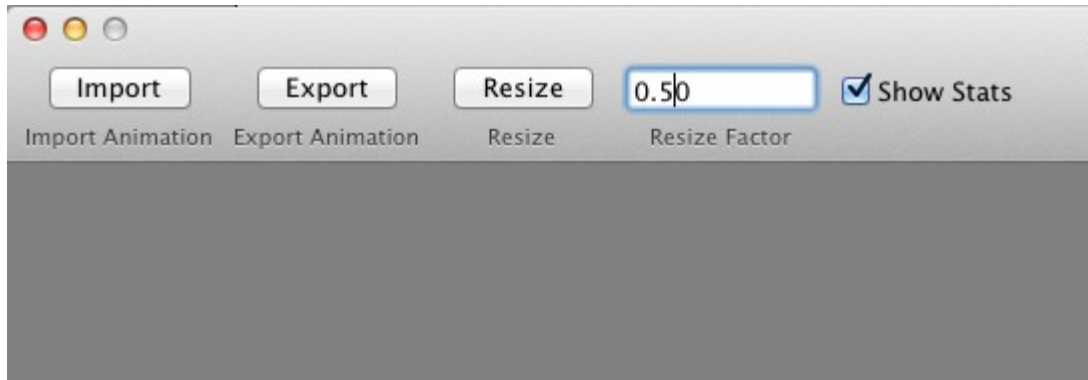 Import Export Resize 0.50 Show Stats
Import Animation Export Animation Resize Resize Factor